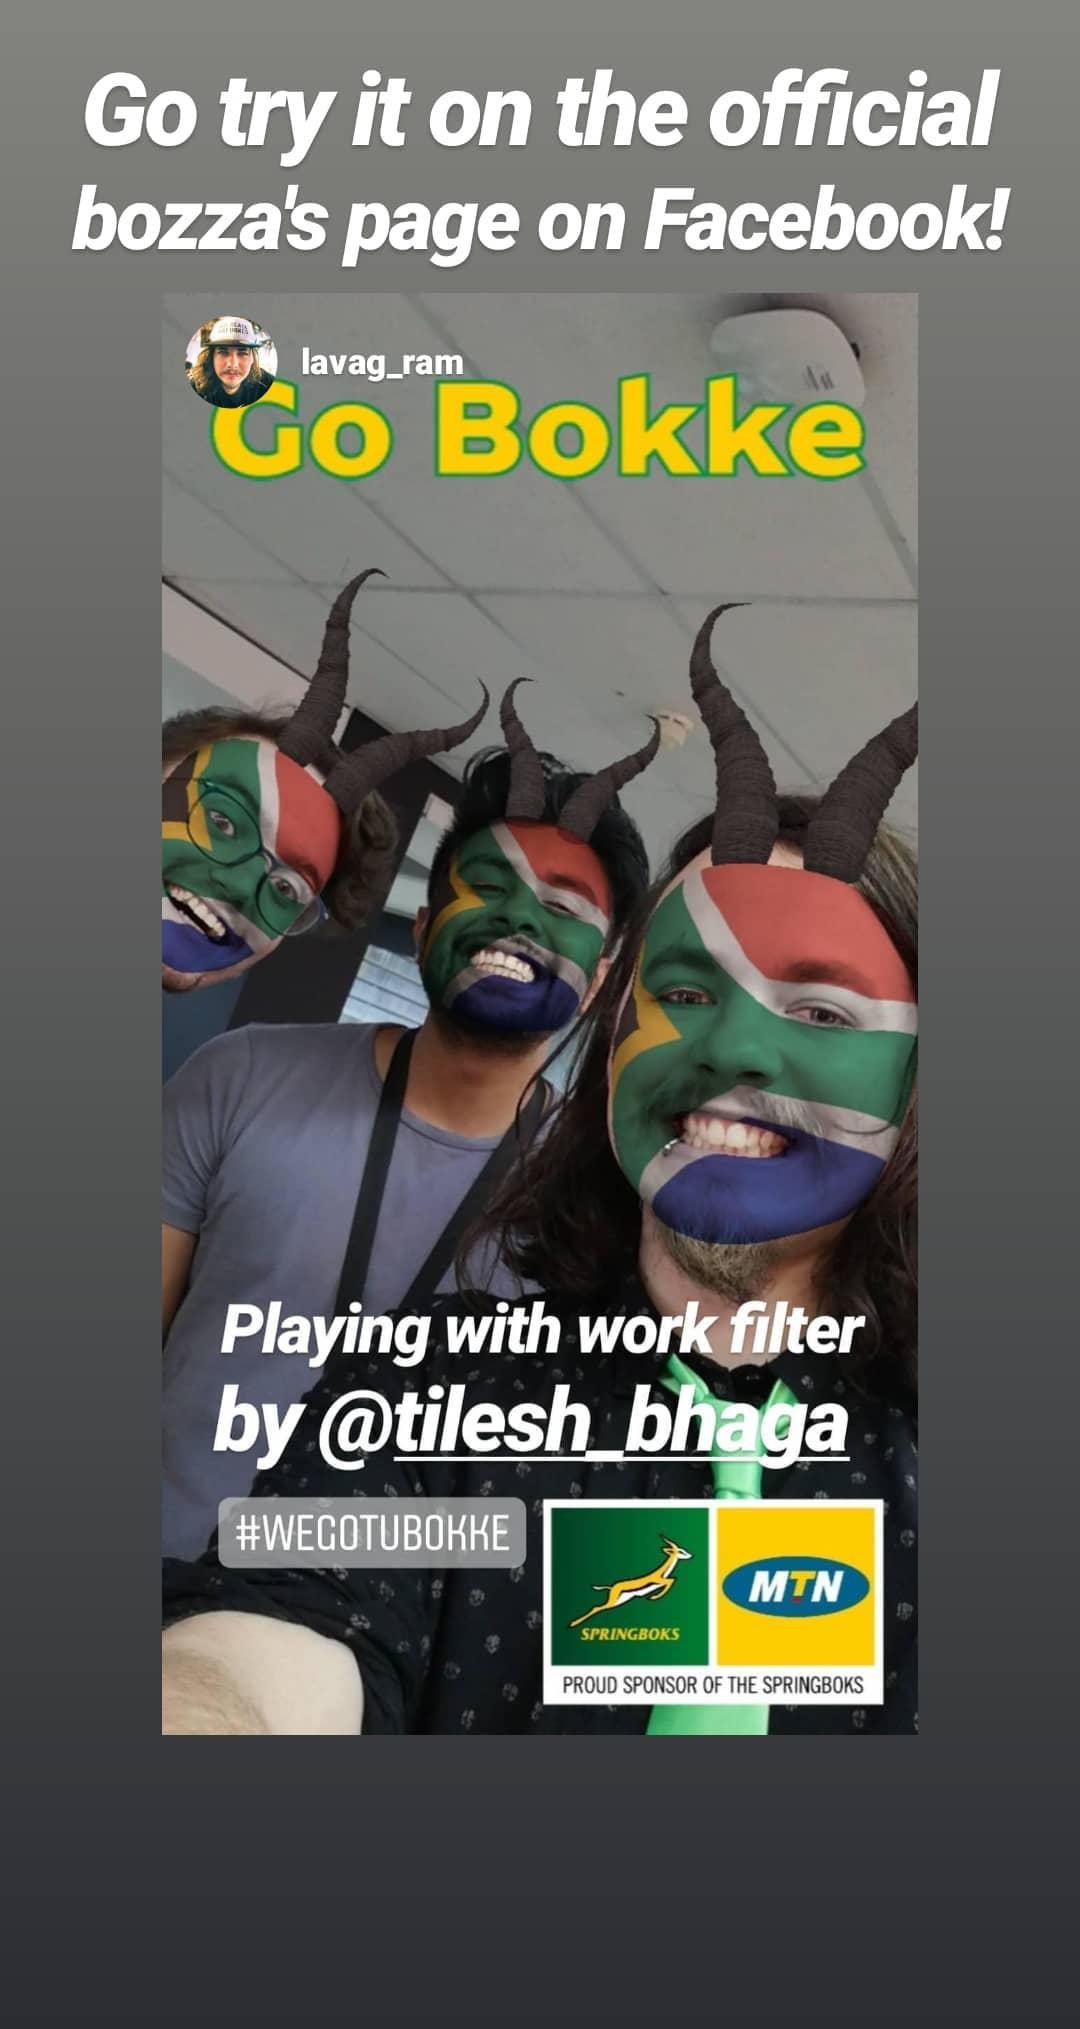 Go try it on the official
bozza's page on Facebook!
lavag_ram
Go Bokke
Playing with work filter
by @tilesh_bhaga
#WEGOTUBOKKE
SPRINGBOKS
MTN
PROUD SPONSOR OF THE SPRINGBOKS